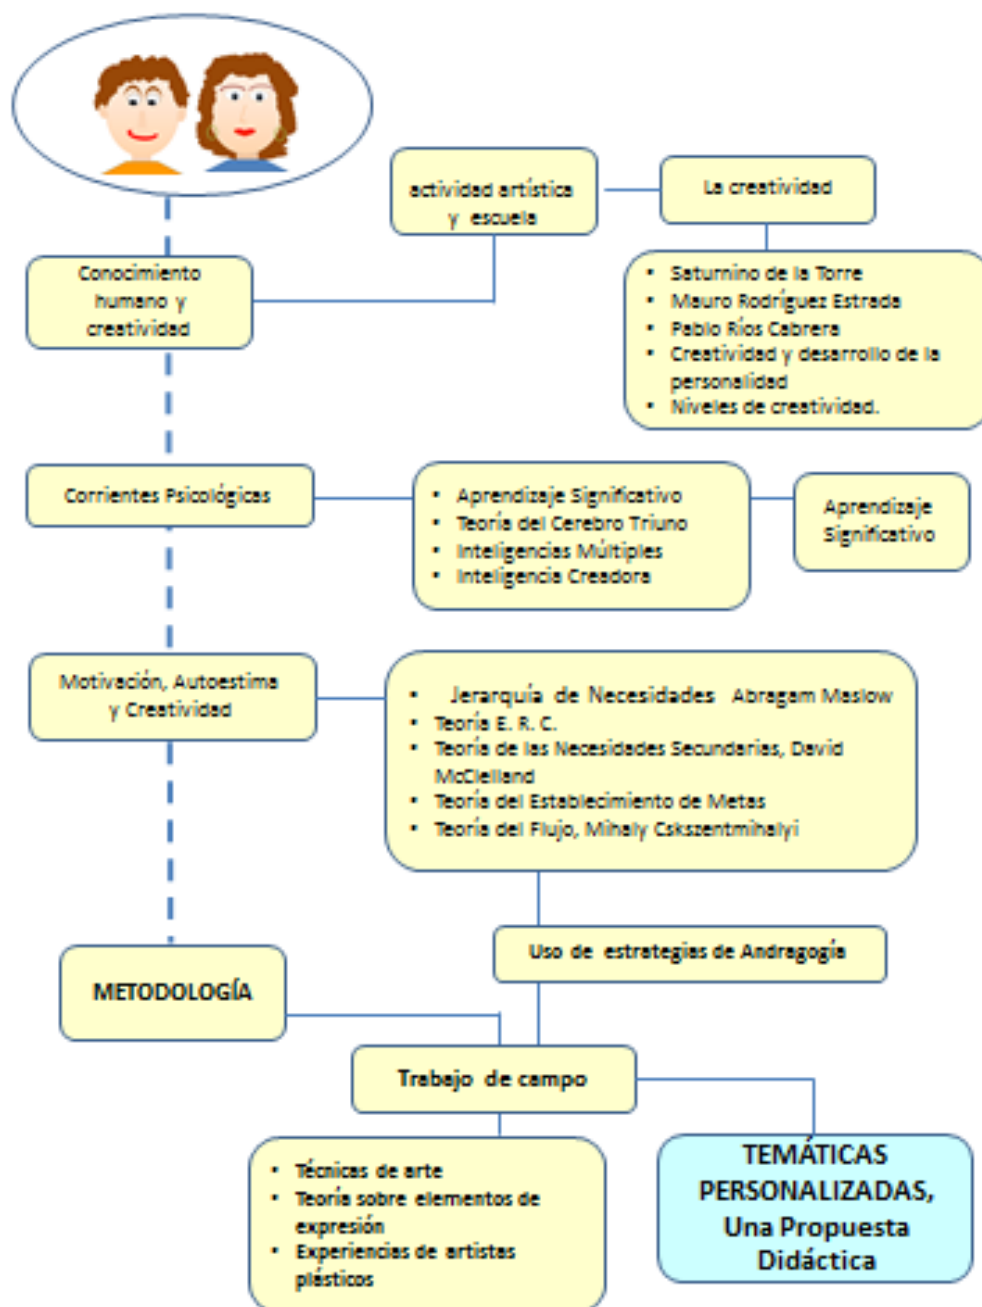 actividad artística
y escuela
La creatividad
Conocimiento
humano y
creatividad
• Saturnino de la Torre
• Mauro Rodríguez Estrada
• Pablo Ríos Cabrera
• Creatividad y desarrollo de la
personalidad
• Niveles de creatividad.
Corrientes Psicológicas
• Aprendizaje Significativo
• Teoría del Cerebro Triuno
• Inteligencias Múltiples
• Inteligencia Creadora
Aprendizaje
Significativo
Motivación, Autoestima
y Creatividad
• Jerarquía de Necesidades Abragam Maslow
• Teoría E. R. C.
• Teoría de las Necesidades Secundarias, David
McClelland
• Teoría del Establecimiento de Metas
• Teoría del Flujo, Mihaly Cskszentmihalyi
Uso de estrategias de Andragogía
METODOLOGÍA
Trabajo de campo
• Técnicas de arte
• Teoría sobre elementos de
expresión
• Experiencias de artistas
plásticos
TEMÁTICAS
PERSONALIZADAS,
Una Propuesta
Didáctica